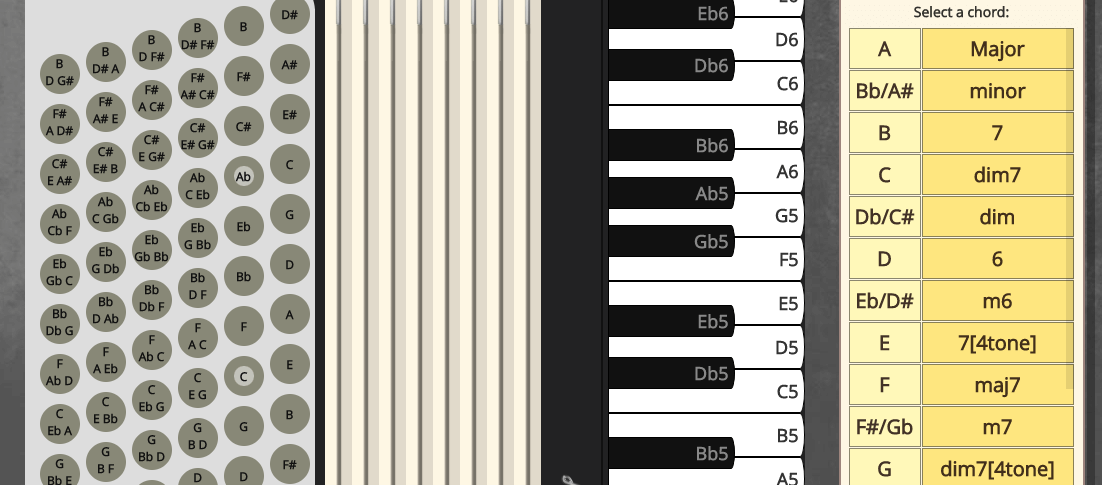 D#
B
D# F#
B
B
D F#
B
D# A
B
D G#
A#
F#
F#
A# C#
F#
A C#
F#
A# E
F#
A D#
E#
C#
C#
E# G#
C#
E G#
C#
E# B
C#
E A#
C
Ab
Ab
C Eb
Ab
Cb Eb
Ab
C Gb
Ab
Cb F
G
Eb
Eb
G Bb
Eb
Gb Bb
Eb
G Db
Eb
Gb C
D
Bb
Bb
D F
Bb
Db F
Bb
D Ab
Bb
Db G
A
F
F
A C
F
Ab C
F
A Eb
F
Ab D
E
C
C
E G
C
Eb G
C
E Bb
C
Eb A
B
G
G
B D
G
Bb D
G
B F
G
Bb E
F#
D
D
Eb6
D6
Db6
C6
B6
Bb6
A6
Ab5
G5
Gb5
F5
E5
Eb5
D5
Db5
C5
B5
Bb5
A5
Select a chord:
A Major
Bb/A# minor
B 7
C dim7
Db/C# dim
D 6
Eb/D# m6
E 7[4tone]
F maj7
F#/Gb m7
G dim7[4tone]